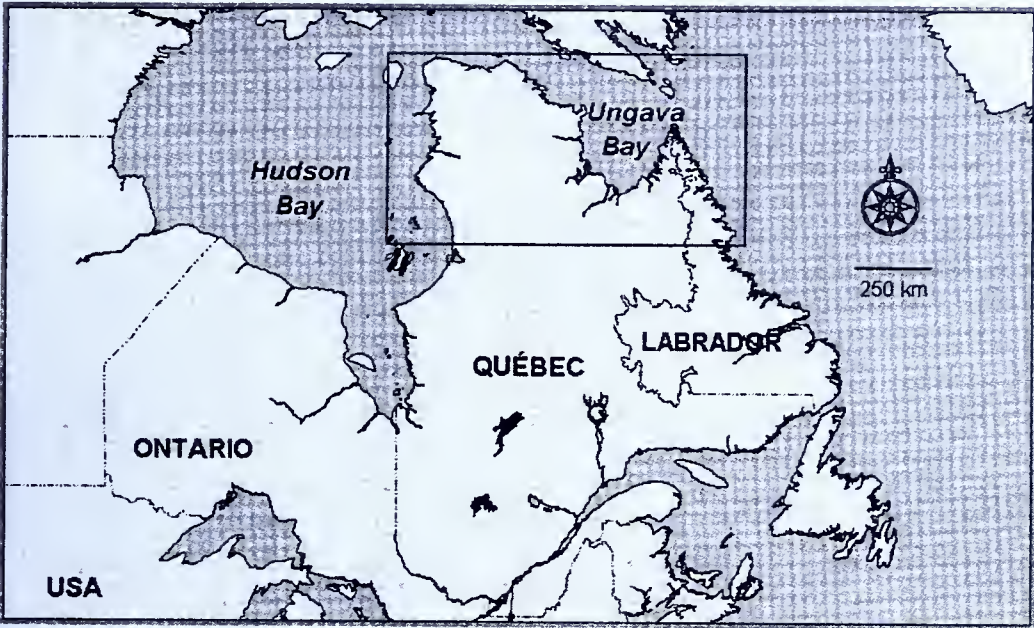 Ungava
Bay
Hudson
Bay
250 km
LABRADOR
QUÉBEC
ONTARIO
USA